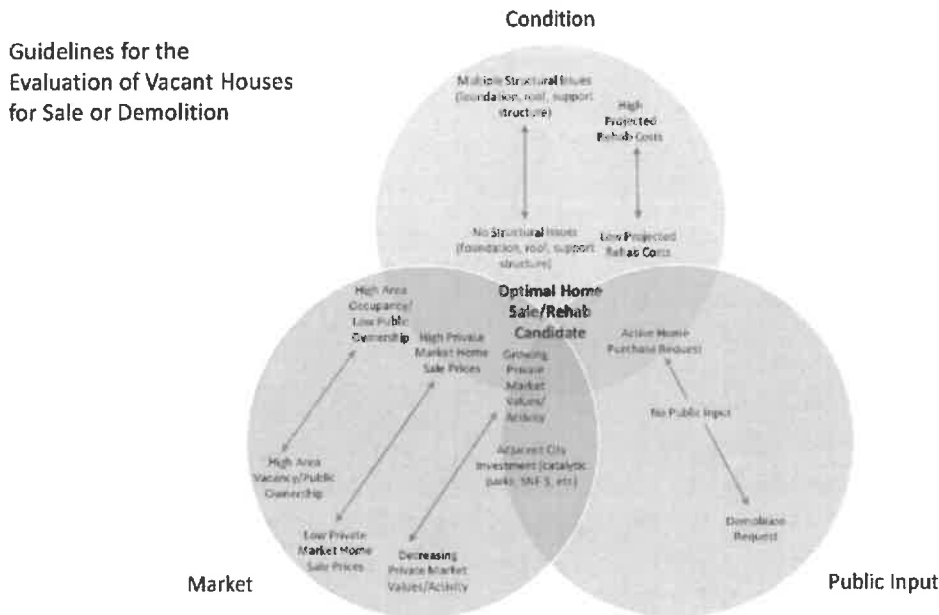 Condition
Guidelines for the
Evaluation of Vacant Houses
for Sale or Demolition
Multiple Structural Issues
(foundation, roof, support
structure)
High
Projected
Rehab Costs
No Structural Issues
(foundation, roof, support
structure)
Low Projected
Rehab Costs
Optimal Home
Sale/Rehab
Candidate
High Area
Occupancy/
Low Public
Ownership
High Private
Market Home
Sale Prices
Growing
Private
Market
Values/
Activity
Active Home
Purchase Request
No Public Input
Adjacent City
Investment (catalytic
parks, SNF $, etc)
High Area
Vacancy/Public
Ownership
Low Private
Market Home
Sale Prices
Decreasing
Private Market
Values/Activity
Request
Market
Public Input